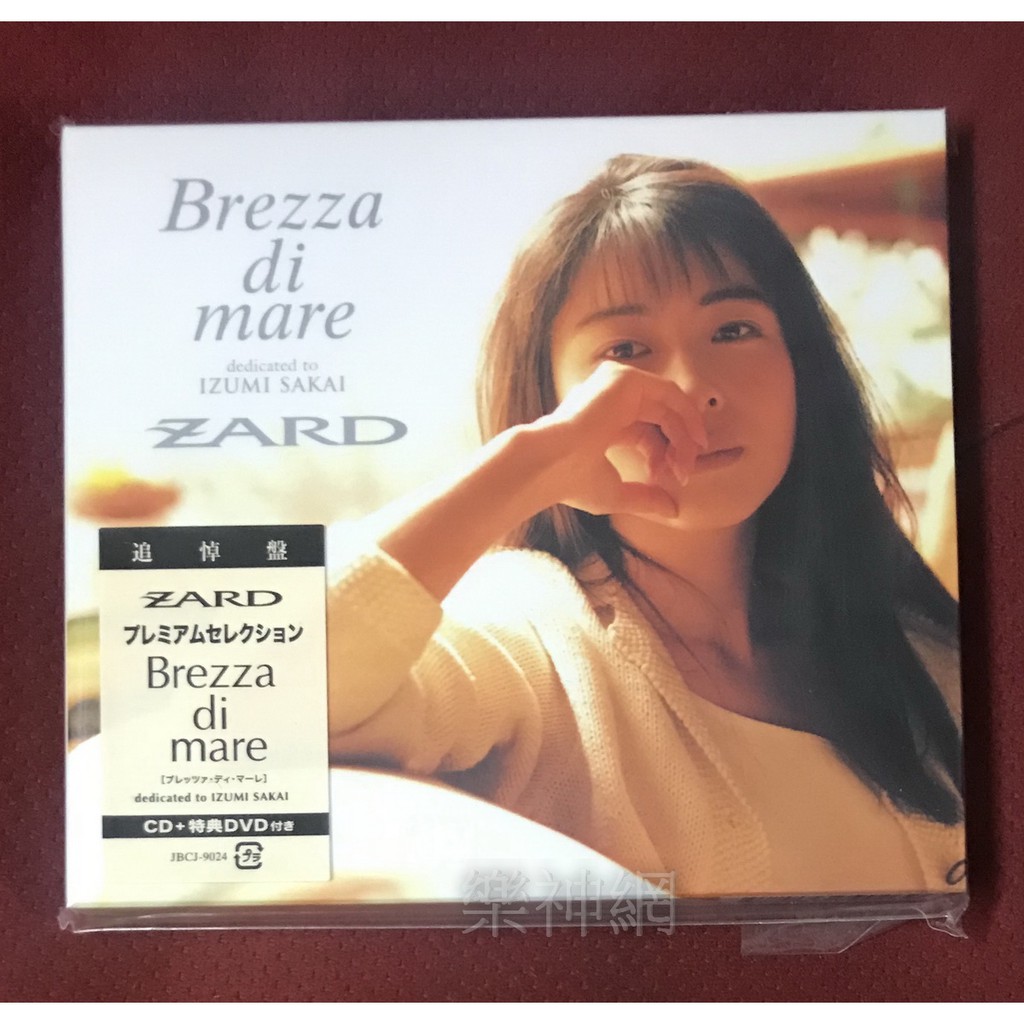 Brezza
di
mare
dedicated to
IZUMI SAKAI
ZARD
追悼盤
ZARD
プレミアムセレクション
Brezza
di
mare
[ブレッツァ・ディ・マーレ]
dedicated to IZUMI SAKAI
CD+特典DVD付き
JBCJ-9024 プラ
樂神網